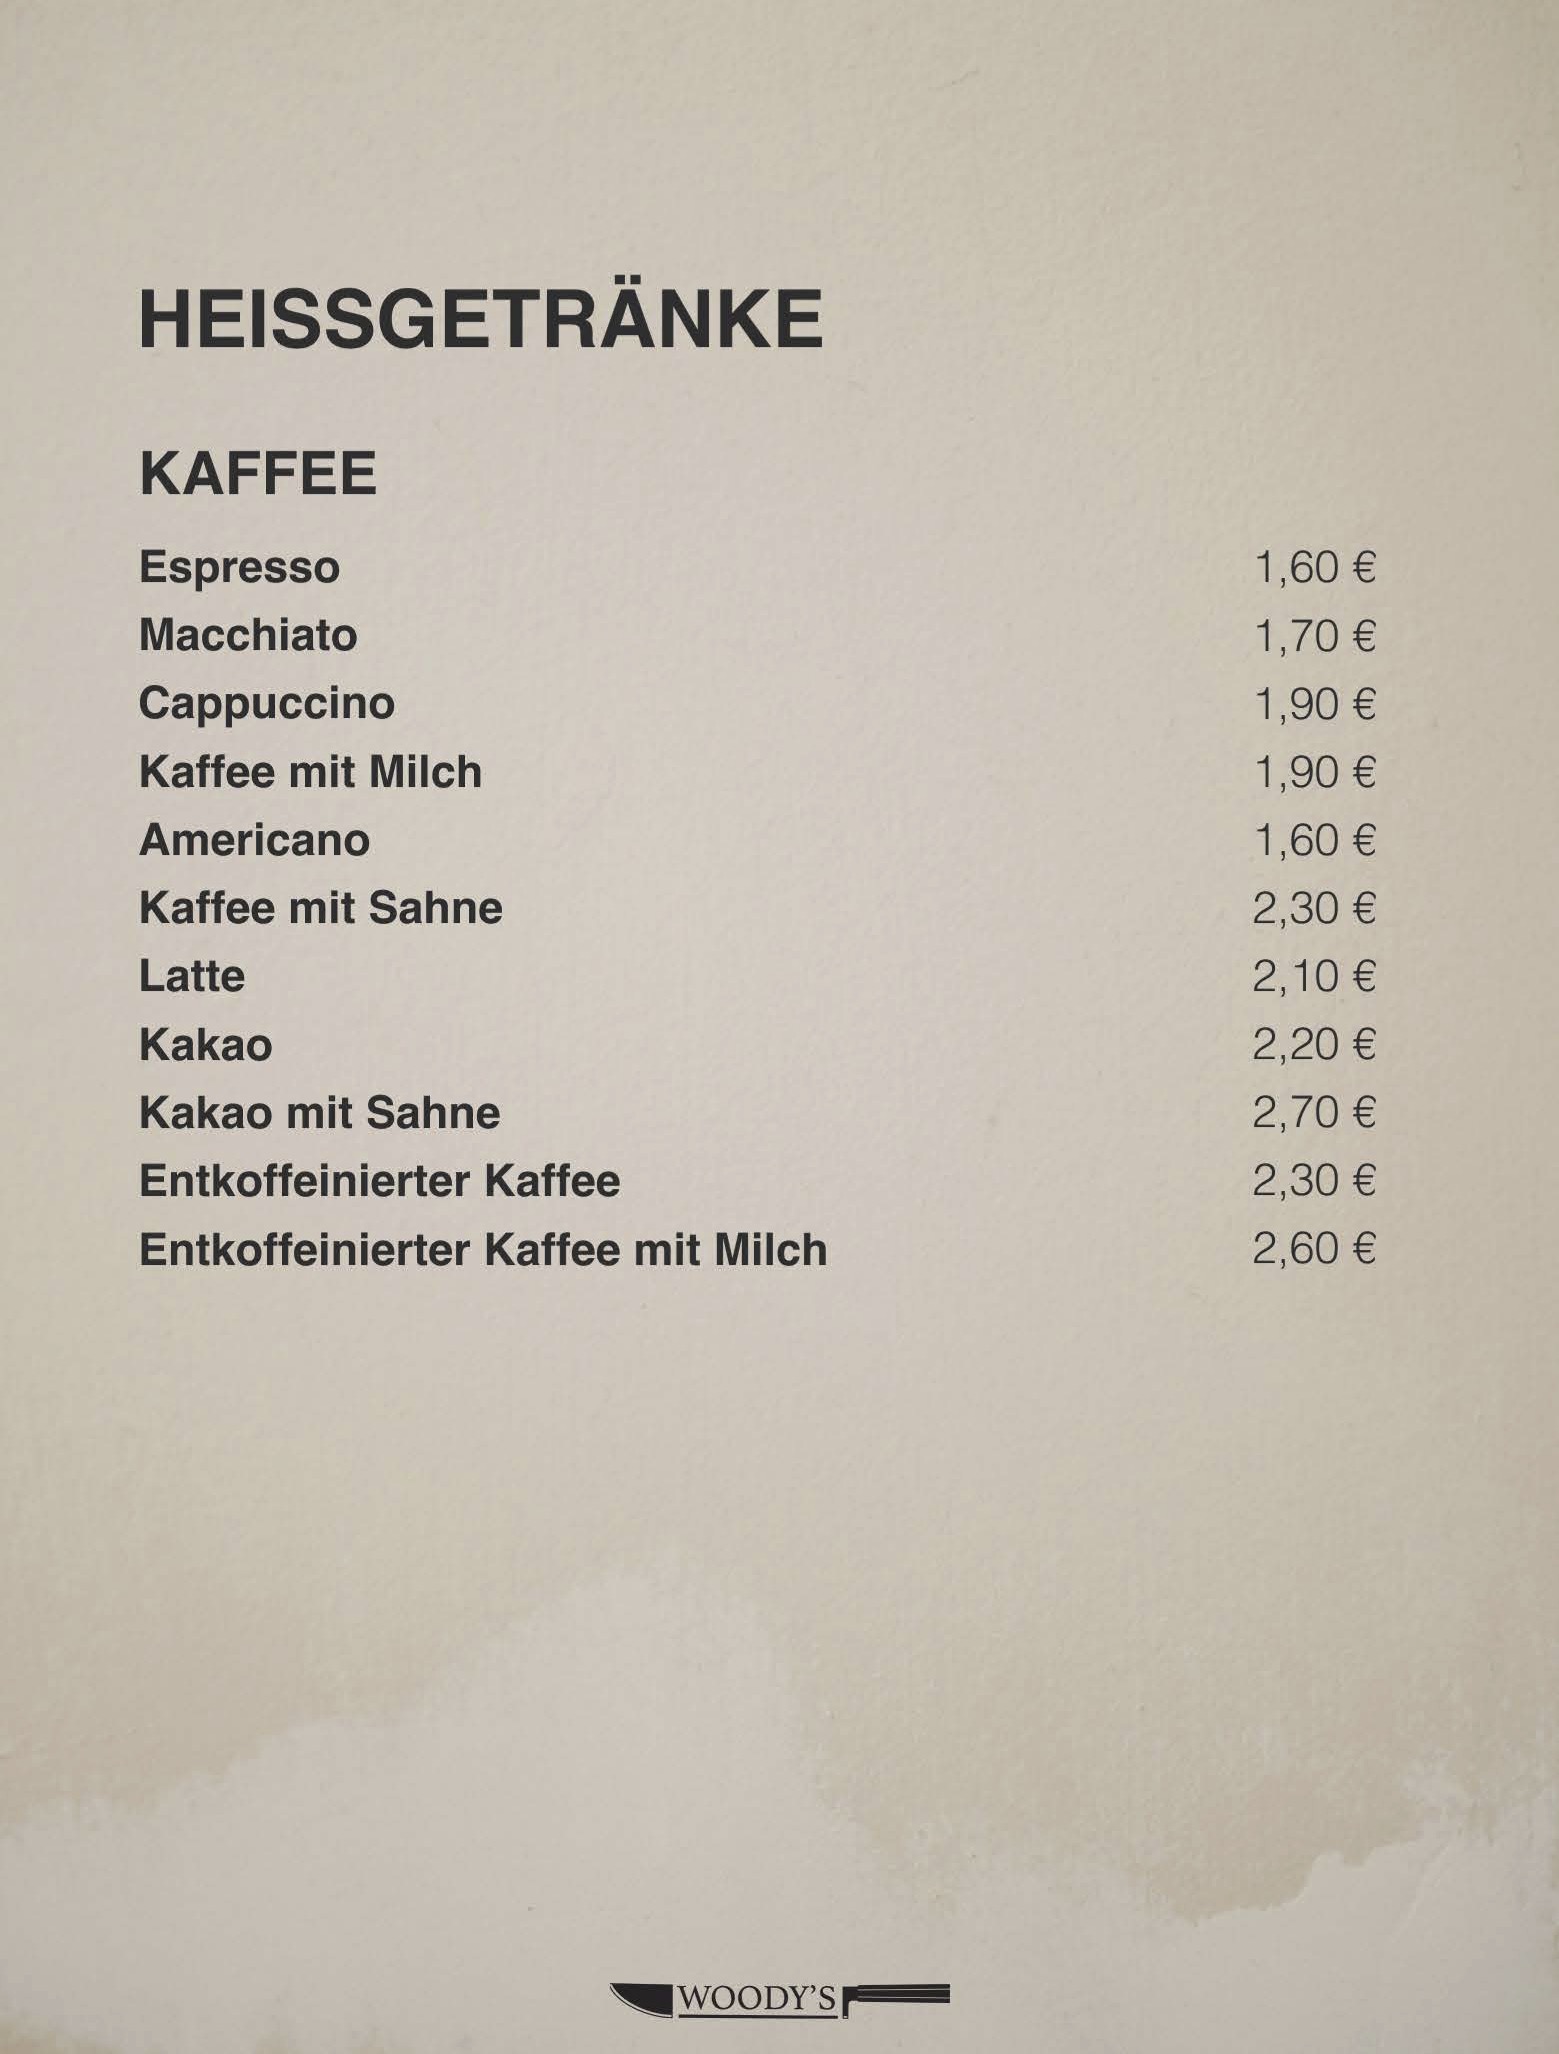 HEISSGETRÄNKE
KAFFEE
Espresso 1,60 €
Macchiato 1,70 €
Cappuccino 1,90 €
Kaffee mit Milch 1,90 €
Americano 1,60 €
Kaffee mit Sahne 2,30 €
Latte 2,10 €
Kakao 2,20 €
Kakao mit Sahne 2,70 €
Entkoffeinierter Kaffee 2,30 €
Entkoffeinierter Kaffee mit Milch 2,60 €
WOODY'S